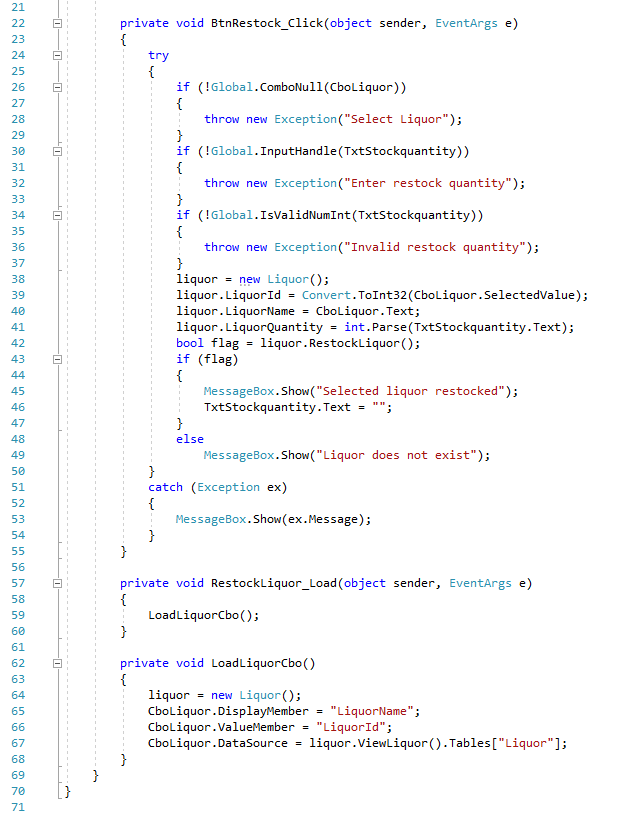 21
22 private void BtnRestock_Click(object sender, EventArgs e)
23 {
24 try
25 {
26 if (!Global.ComboNull(CboLiquor))
27 {
28 throw new Exception("Select Liquor");
29 }
30 if (!Global.InputHandle(TxtStockquantity))
31 {
32 throw new Exception("Enter restock quantity");
33 }
34 if (!Global.IsValidNumInt(TxtStockquantity))
35 {
36 throw new Exception("Invalid restock quantity");
37 }
38 liquor = new Liquor();
39 liquor.LiquorId = Convert.ToInt32(CboLiquor.SelectedValue);
40 liquor.LiquorName = CboLiquor.Text;
41 liquor.LiquorQuantity = int.Parse(TxtStockquantity.Text);
42 bool flag = liquor.RestockLiquor();
43 if (flag)
44 {
45 MessageBox.Show("Selected liquor restocked");
46 TxtStockquantity.Text = "";
47 }
48 else
49 MessageBox.Show("Liquor does not exist");
50 }
51 catch (Exception ex)
52 {
53 MessageBox.Show(ex.Message);
54 }
55 }
56
57 private void RestockLiquor_Load(object sender, EventArgs e)
58 {
59 LoadLiquorCbo();
60 }
61
62 private void LoadLiquorCbo()
63 {
64 liquor = new Liquor();
65 CboLiquor.DisplayMember = "LiquorName";
66 CboLiquor.ValueMember = "LiquorId";
67 CboLiquor.DataSource = liquor.ViewLiquor().Tables["Liquor"];
68 }
69 }
70 }
71